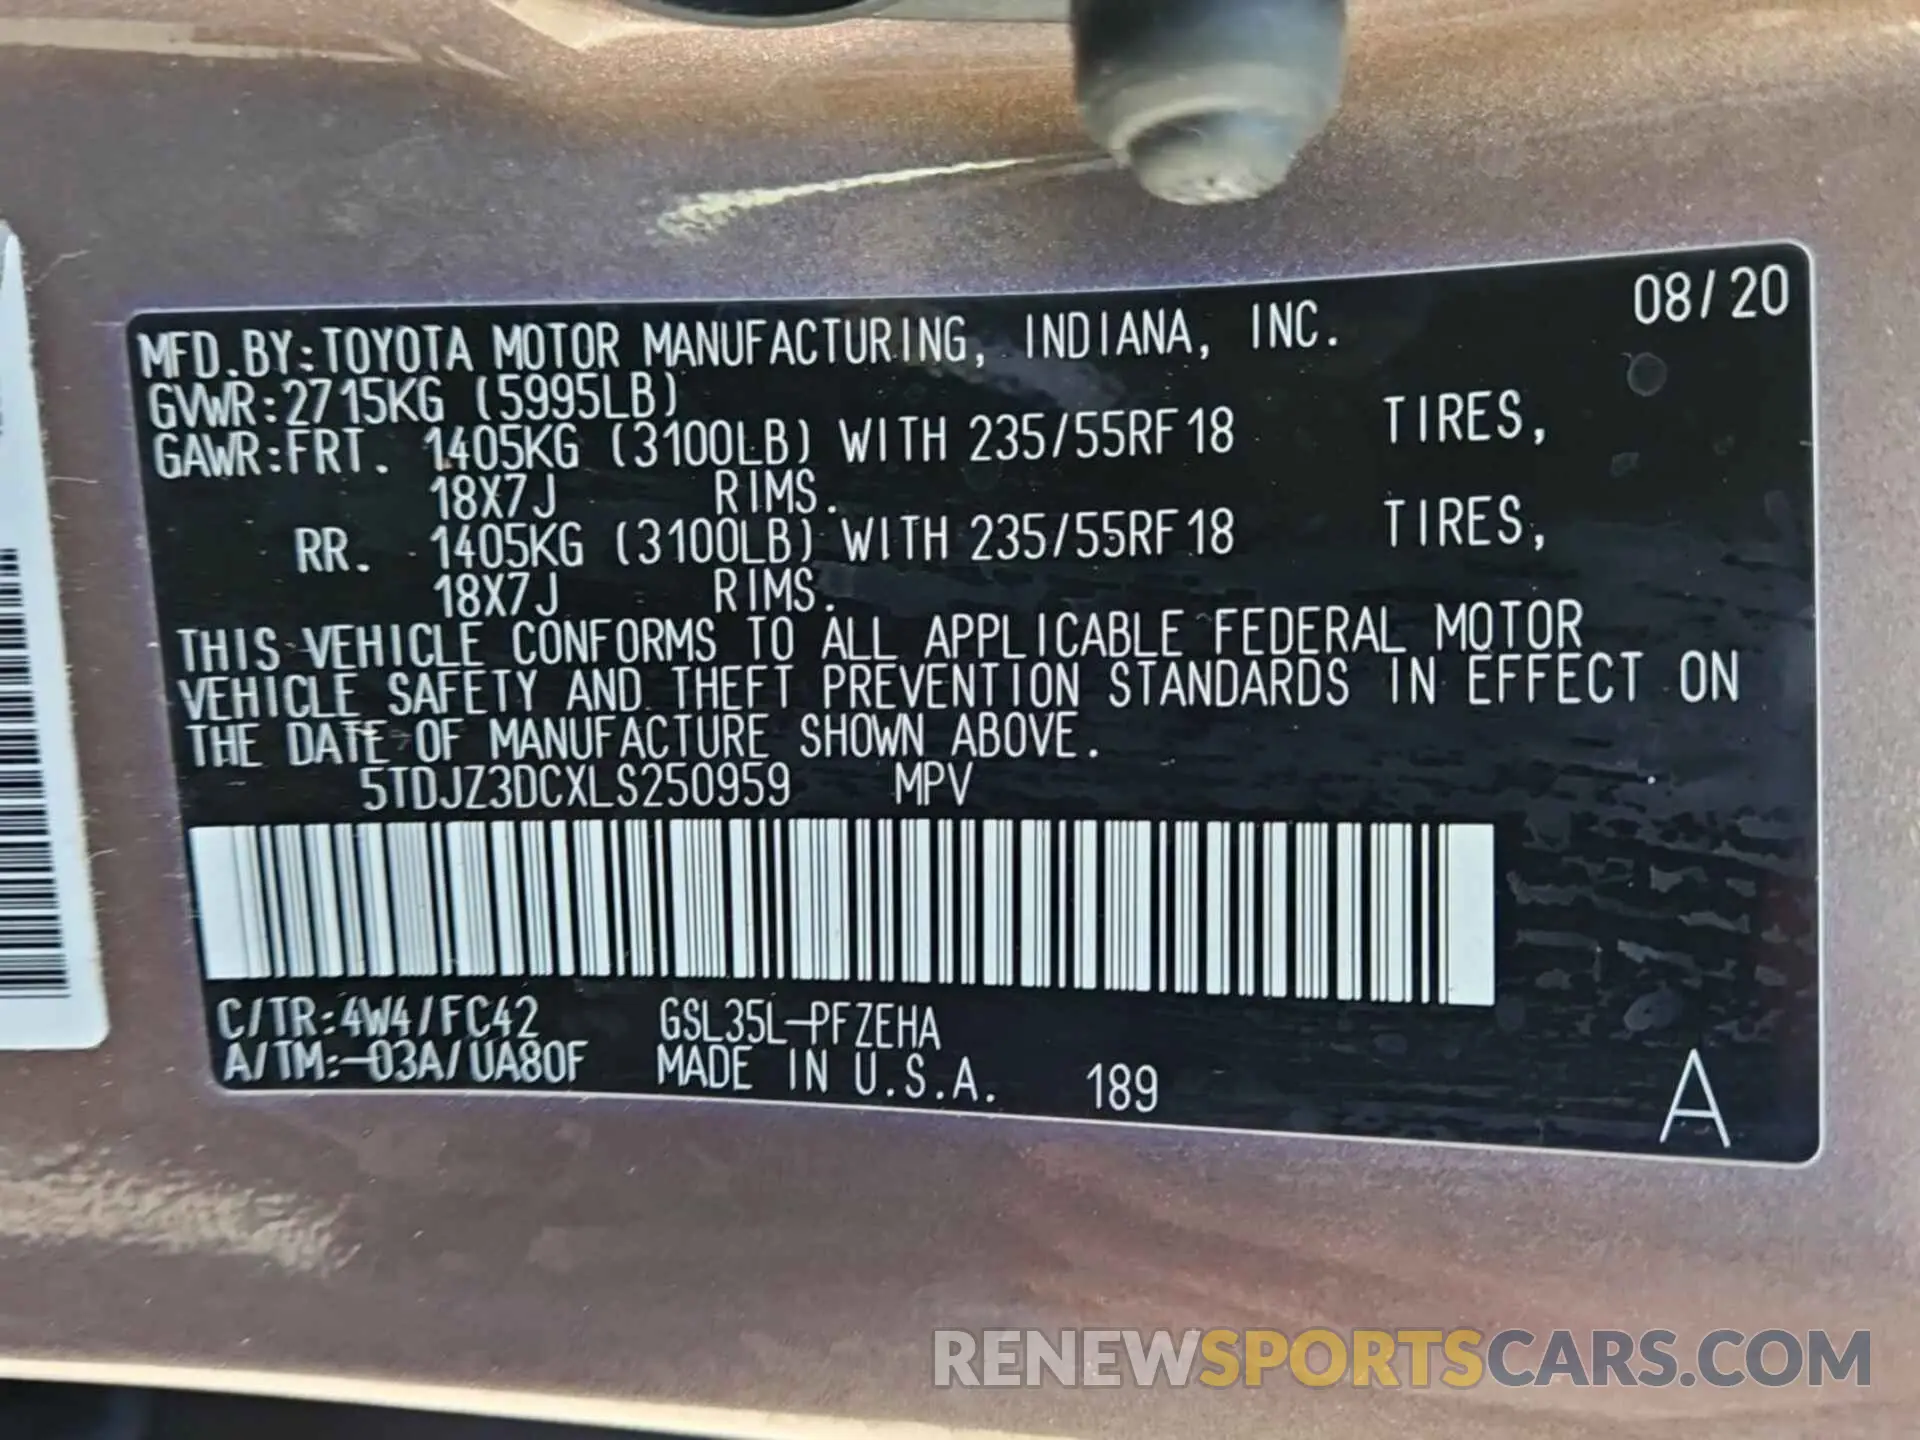 08/20
MFD.BY:TOYOTA MOTOR MANUFACTURING, INDIANA, INC.
GVWR:2715KG (5995LB)
GAWR:FRT. 1405KG (3100LB) WITH 235/55RF18 TIRES,
18X7J RIMS.
RR. 1405KG (3100LB) WITH 235/55RF18 TIRES,
18X7J RIMS.
THIS VEHICLE CONFORMS TO ALL APPLICABLE FEDERAL MOTOR
VEHICLE SAFETY AND THEFT PREVENTION STANDARDS IN EFFECT ON
THE DATE OF MANUFACTURE SHOWN ABOVE.
5TDJZ3DCXLS250959 MPV
C/TR:4W4/FC42 GSL35L-PFZEHA
A/TM:-03A/UA80F MADE IN U.S.A. 189 A
RENEWSPORTSCARS.COM